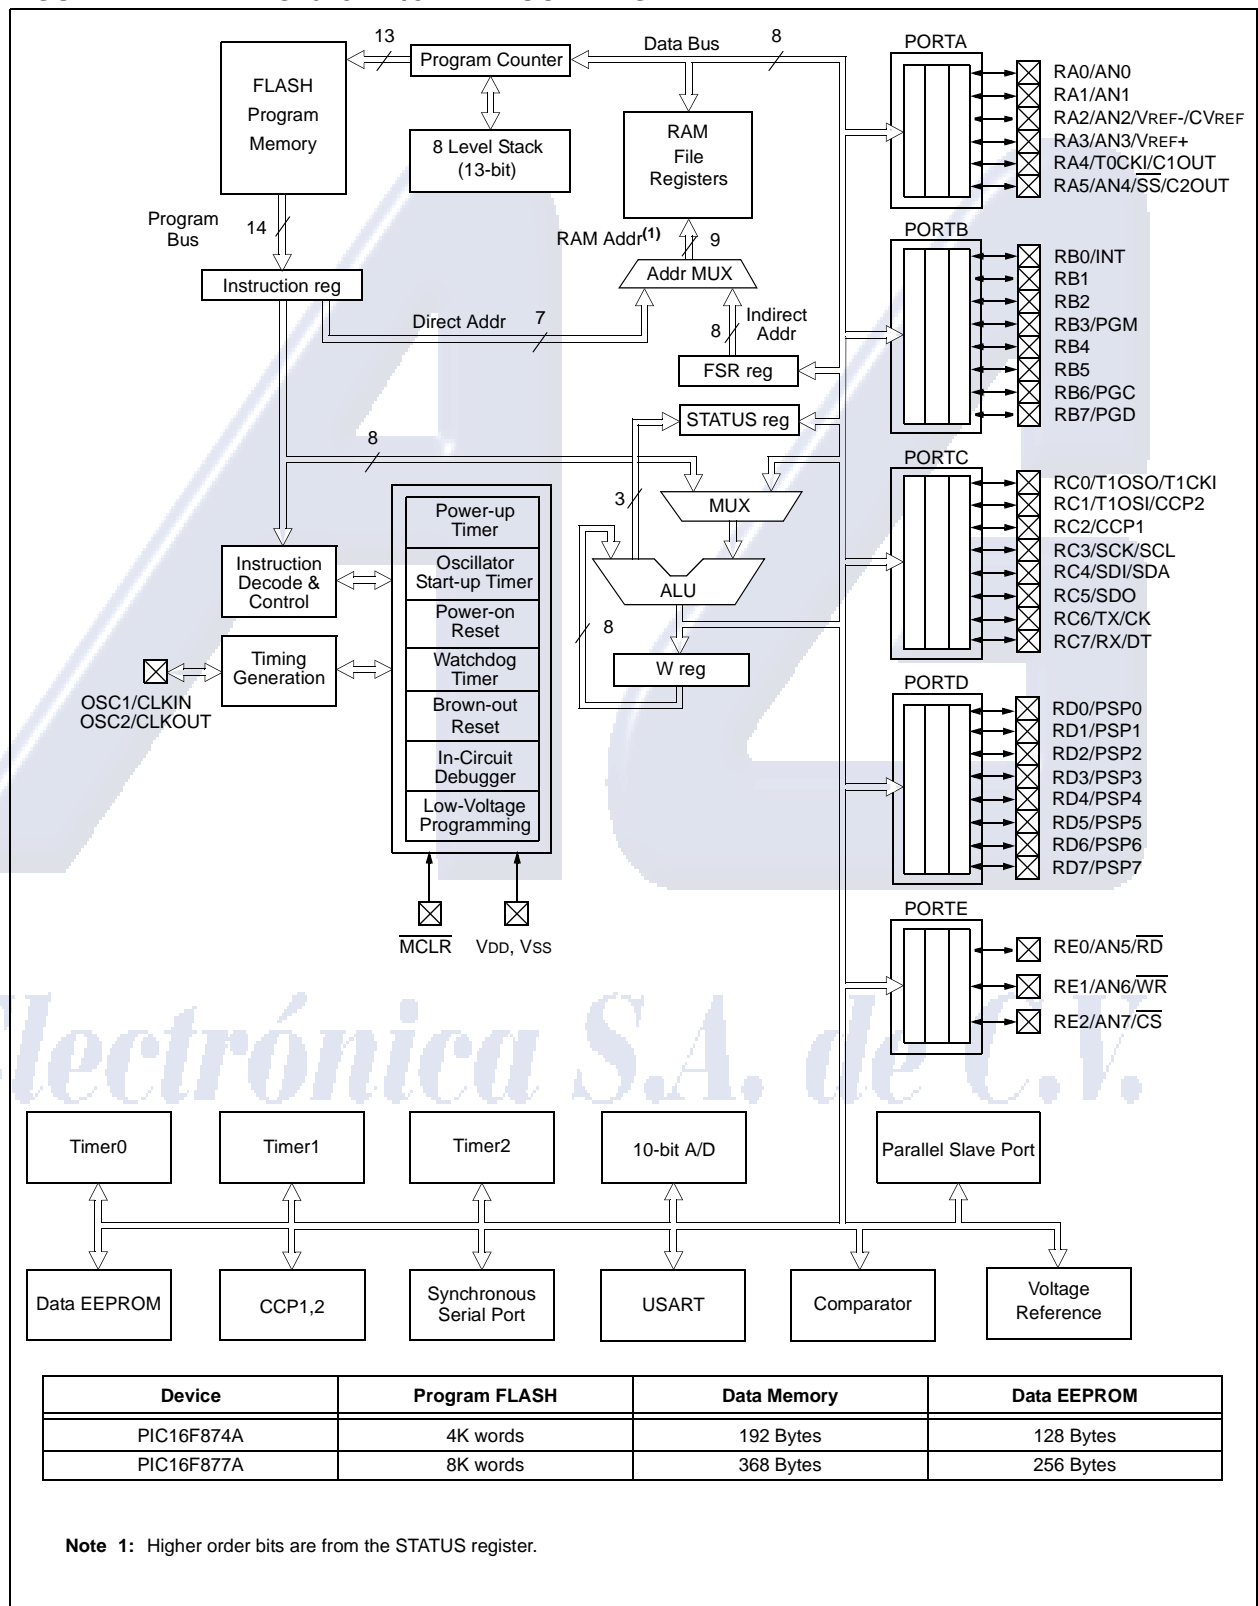 13
Program Counter
Data Bus
8
PORTA
FLASH
Program
Memory
8 Level Stack
(13-bit)
RAM
File
Registers
RA0/AN0
RA1/AN1
RA2/AN2/VREF-/CVREF
RA3/AN3/VREF+
RA4/T0CKI/C1OUT
RA5/AN4/SS/C2OUT
Program
Bus
14
RAM Addr(1)
9
PORTB
Addr MUX
Instruction reg
Direct Addr
7
Indirect
Addr
8
FSR reg
RB0/INT
RB1
RB2
RB3/PGM
RB4
RB5
RB6/PGC
RB7/PGD
STATUS reg
8
PORTC
3
MUX
Power-up
Timer
Oscillator
Start-up Timer
Power-on
Reset
Watchdog
Timer
Brown-out
Reset
In-Circuit
Debugger
Low-Voltage
Programming
Instruction
Decode &
Control
ALU
8
W reg
RC0/T1OSO/T1CKI
RC1/T1OSI/CCP2
RC2/CCP1
RC3/SCK/SCL
RC4/SDI/SDA
RC5/SDO
RC6/TX/CK
RC7/RX/DT
Timing
Generation
OSC1/CLKIN
OSC2/CLKOUT
PORTD
RD0/PSP0
RD1/PSP1
RD2/PSP2
RD3/PSP3
RD4/PSP4
RD5/PSP5
RD6/PSP6
RD7/PSP7
MCLR
VDD, VSS
PORTE
RE0/AN5/RD
RE1/AN6/WR
RE2/AN7/CS
Electrónica S.A. de C.V.
Timer0
Timer1
Timer2
10-bit A/D
Parallel Slave Port
Data EEPROM
CCP1,2
Synchronous
Serial Port
USART
Comparator
Voltage
Reference
Device Program FLASH Data Memory Data EEPROM
PIC16F874A 4K words 192 Bytes 128 Bytes
PIC16F877A 8K words 368 Bytes 256 Bytes
Note 1: Higher order bits are from the STATUS register.